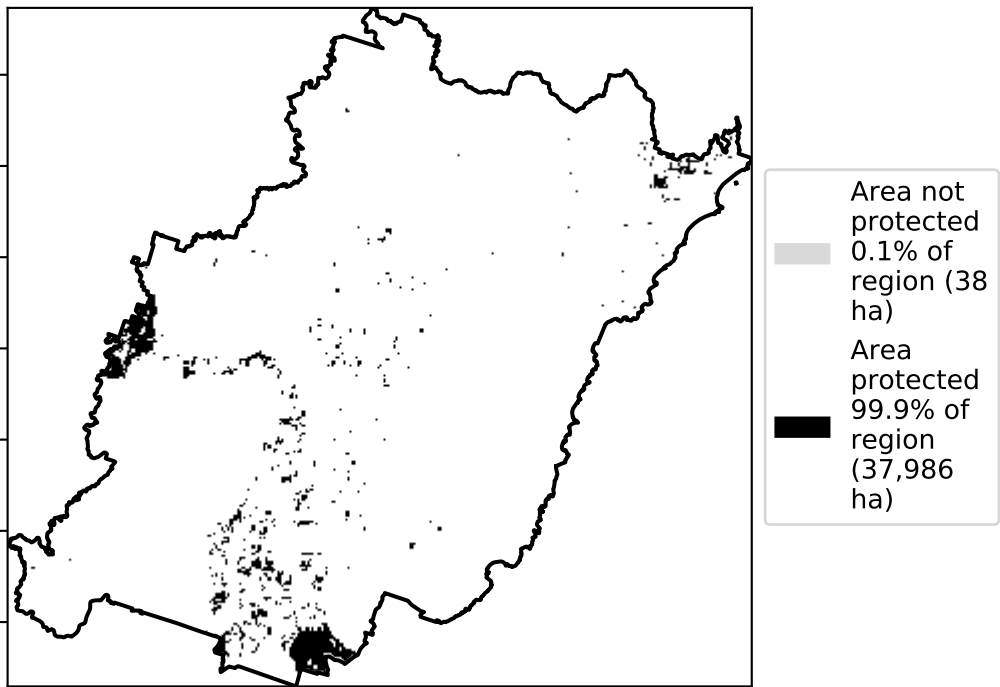 Area not
protected
0.1% of
region (38
ha)
Area
protected
99.9% of
region
(37,986
ha)